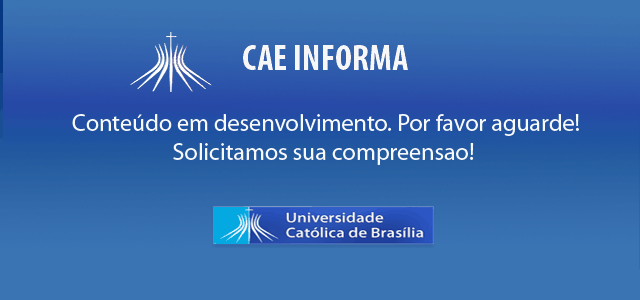 CAE INFORMA
Conteúdo em desenvolvimento. Por favor aguarde!
Solicitamos sua compreensao!
Universidade
Católica de Brasília